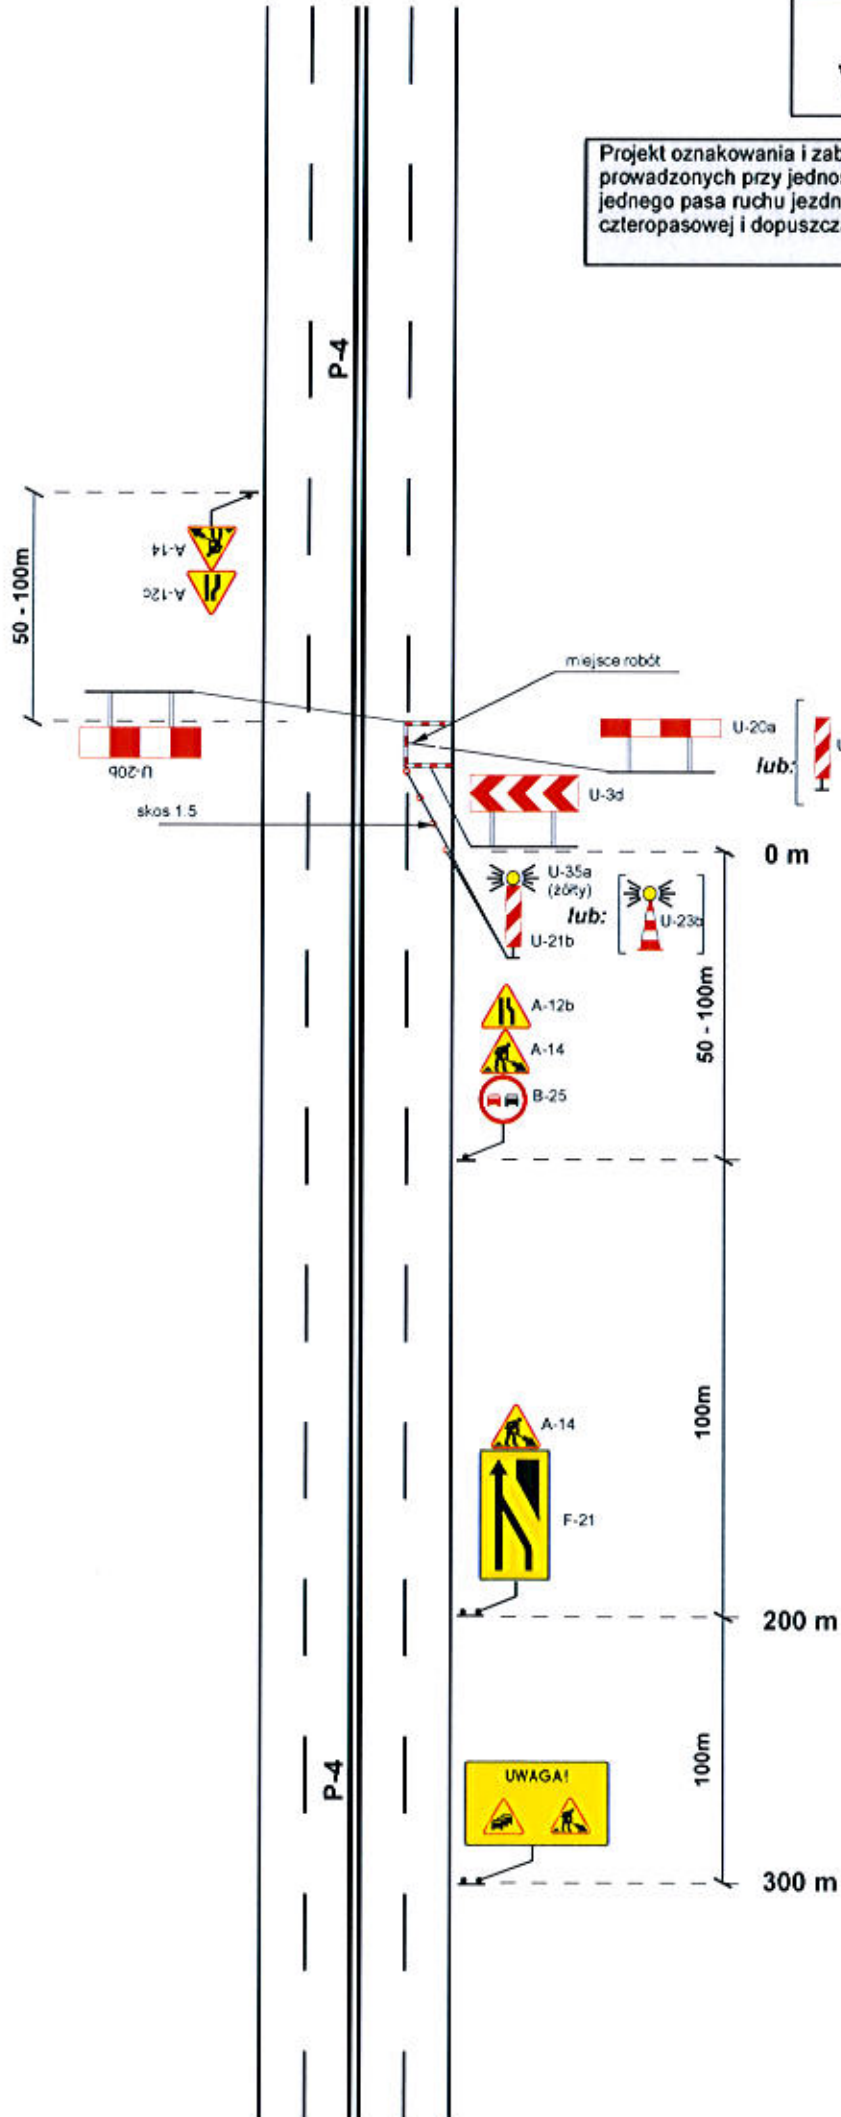 Projekt oznakowania i zab
prowadzonych przy jedno
jednego pasa ruchu jezdn
czteropasowej i dopuszcz
P-4
50 - 100m
A-14
A-12c
U-20b
miejsce robót
U-20a
lub:
U
U-3d
skos 1:5
0 m
U-35a
(żółty)
lub:
U-23b
U-21b
A-12b
A-14
B-25
50 - 100m
A-14
F-21
100m
200 m
P-4
UWAGA!
100m
300 m